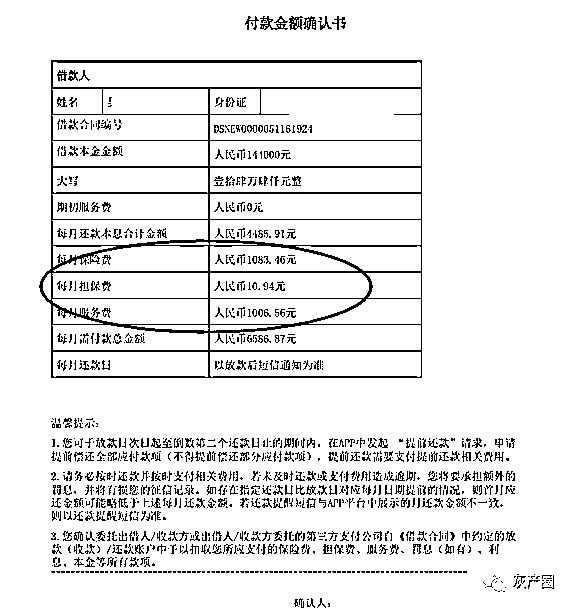 付款金额确认书
借款人
姓名 身份证
借款合同编号 DSNEW0000051161924
借款本金金额 人民币144000元
大写 壹拾肆万肆仟元整
期初服务费 人民币0元
每月还款本息合计金额 人民币4485.91元
每月保险费 人民币1083.46元
每月担保费 人民币10.94元
每月服务费 人民币1006.56元
每月需付款总金额 人民币6586.87元
每月还款日 以放款后短信通知为准
温馨提示:
1.您可于放款日次日起至倒数第二个还款日止的期间内，在APP中发起“提前还款”请求，申请
提前偿还全部应付款项（不得提前偿还部分应付款项），提前还款需要支付提前还款相关费用。
2.请务必按时还款并按时支付相关费用，若未及时还款或支付费用造成逾期，您将要承担额外的
罚息，并将有损您的征信记录。如存在指定还款日比放款日对应每月日期提前的情况，则首月应
还金额可能略低于上述每月还款金额。若还款提醒短信与APP平台中展示的月还款金额不一致，
则以还款提醒短信为准。
3.您确认委托出借人/收款方或出借人/收款方委托的第三方支付公司自《借款合同》中约定的放
款（收款）/还款账户中予以扣取您所应支付的保险费、担保费、服务费、罚息（如有）、利
息、本金等所有款项。
确认人:
灰产圈